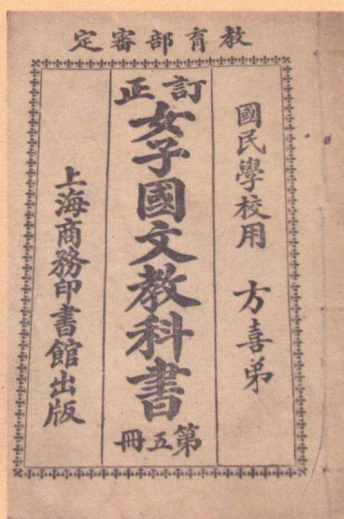 教育部審定
國民學校用 方喜弟
訂正
女子國文教科書
第五冊
上海商務印書館出版